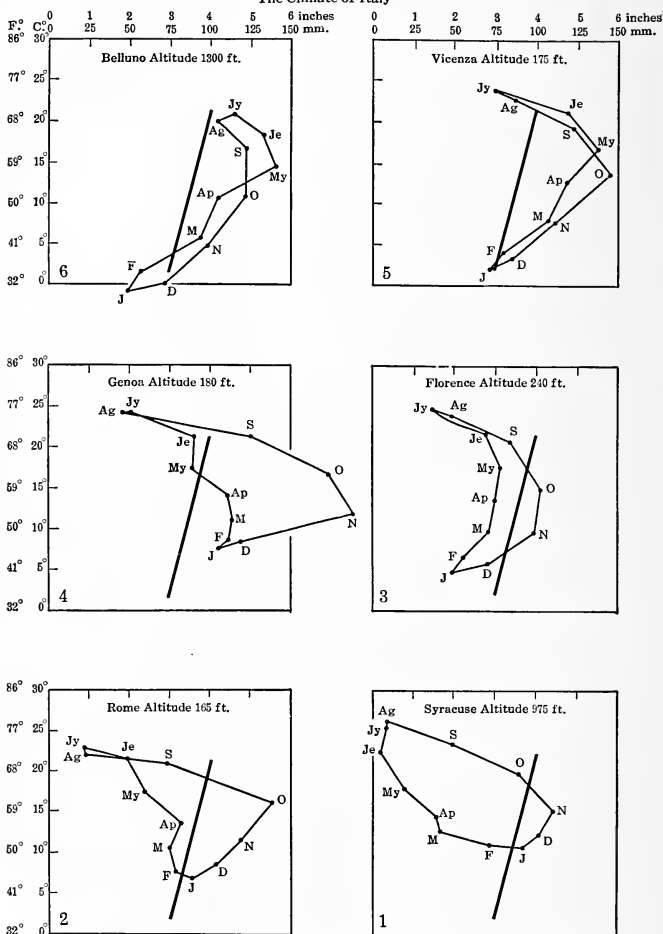 The Climate of Italy
0 1 2 3 4 5 6 inches 0 1 2 3 4 5 6 inches
F.° C.° 0 25 50 75 100 125 150 mm. 0 25 50 75 100 125 150 mm.
86° 30°
Belluno Altitude 1300 ft. Vicenza Altitude 175 ft.
77° 25°
Jy Jy
Ag Je
68° 20° Ag Je
S S My
59° 15° My O
Ap Ap
50° 10° O
M M
41° 5° N N
F F
32° 0° D D
J J
6 5
86° 30°
Genoa Altitude 180 ft. Florence Altitude 240 ft.
77° 25° Ag Jy Jy Ag
S S
68° 20° Je Je
My O My
59° 15° Ap Ap O
M N M N
50° 10° F F
J D J D
41° 5°
32° 0°
4 3
86° 30°
Rome Altitude 165 ft. Syracuse Altitude 975 ft.
77° 25° Ag
Jy Je S Jy S
Ag Je
68° 20° O
My O My N
59° 15° Ap Ap
M N M D
50° 10° F D F J
J
41° 5°
32° 0°
2 1